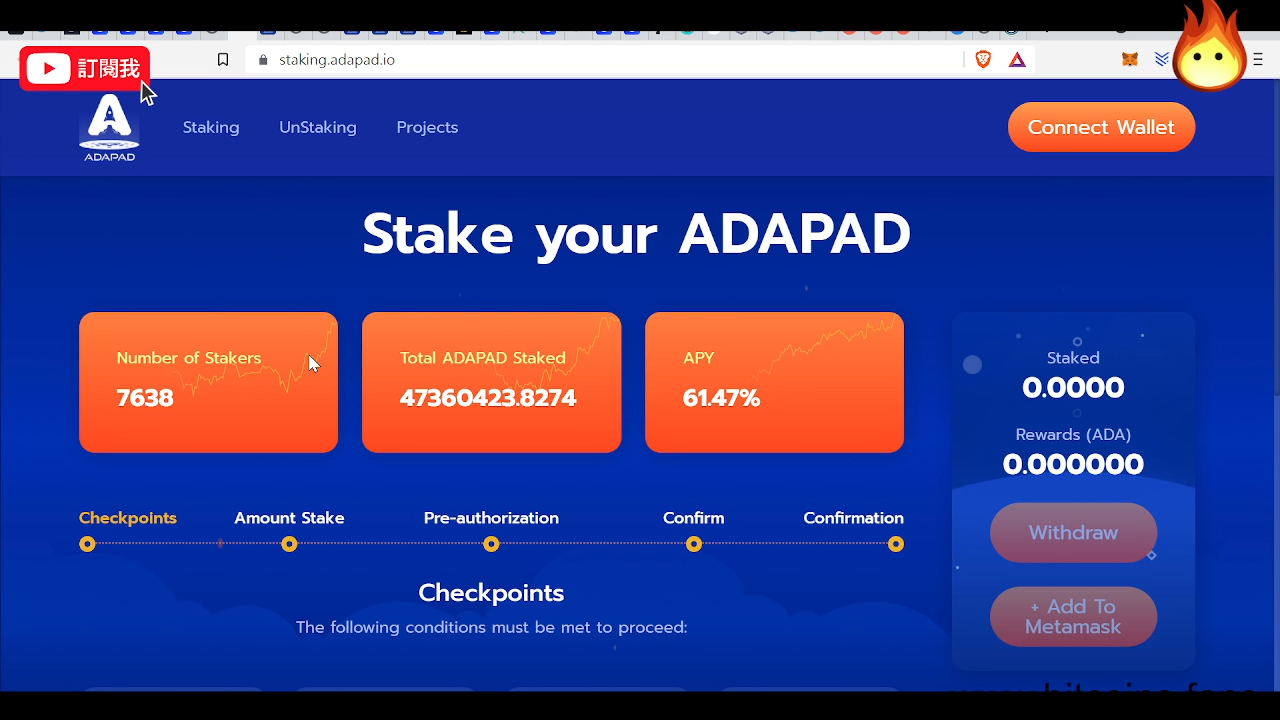 訂閱我
staking.adapad.io
ADAPAD
Staking
UnStaking
Projects
Connect Wallet
Stake your ADAPAD
Number of Stakers
7638
Total ADAPAD Staked
47360423.8274
APY
61.47%
Staked
0.0000
Rewards (ADA)
0.000000
Withdraw
+ Add To
Metamask
Checkpoints
Amount Stake
Pre-authorization
Confirm
Confirmation
Checkpoints
The following conditions must be met to proceed: